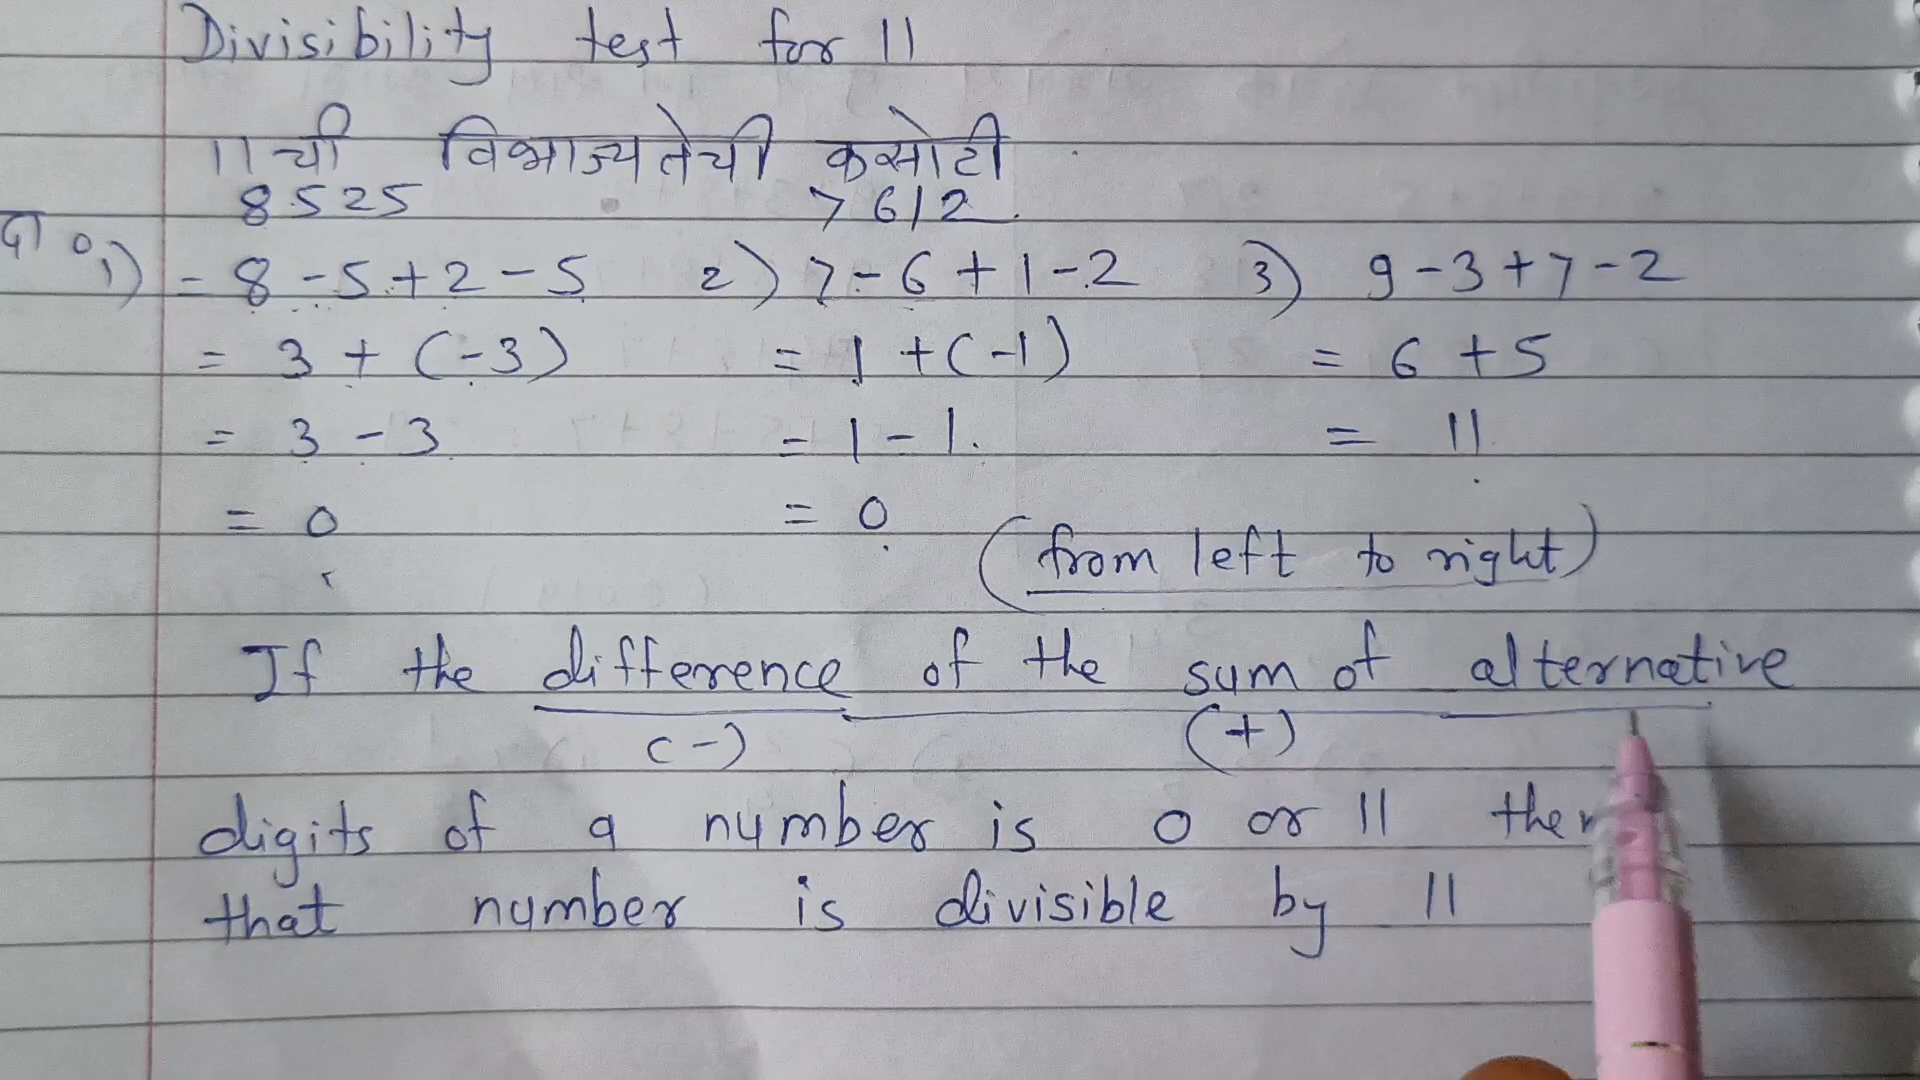 Divisibility test for 11
11ची विभाज्यतेची कसोटी
8525 7612
1) = 8 - 5 + 2 - 5 2) 7 - 6 + 1 - 2 3) 9 - 3 + 7 - 2
= 3 + (-3) = 1 + (-1) = 6 + 5
= 3 - 3 = 1 - 1. = 11
= 0 = 0
(from left to right)
If the difference of the sum of alternative
(-) (+)
digits of a number is 0 or 11 then
that number is divisible by 11